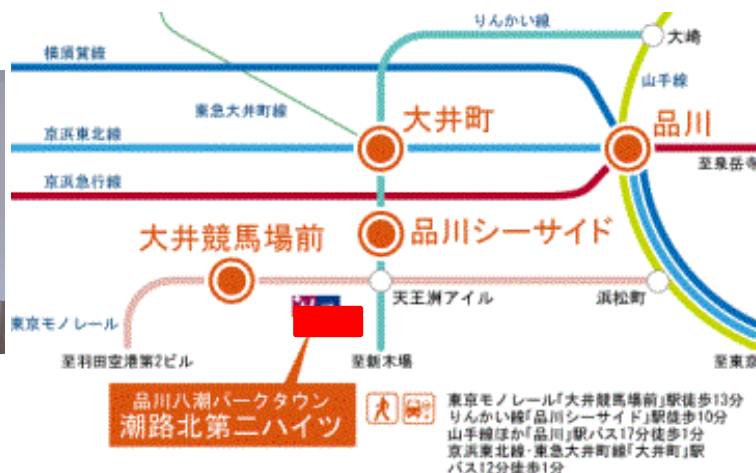 りんかい線
大崎
横須賀線
山手線
東急大井町線
大井町
品川
京浜東北線
至泉岳寺
京浜急行線
大井競馬場前
品川シーサイド
天王洲アイル
浜松町
東京モノレール
至羽田空港第2ビル
至新木場
至東京
品川八潮パークタウン
潮路北第二ハイツ
東京モノレール「大井競馬場前」駅徒歩13分
りんかい線「品川シーサイド」駅徒歩10分
山手線ほか「品川」駅バス17分徒歩1分
京浜東北線・東急大井町線「大井町」駅
バス12分徒歩1分